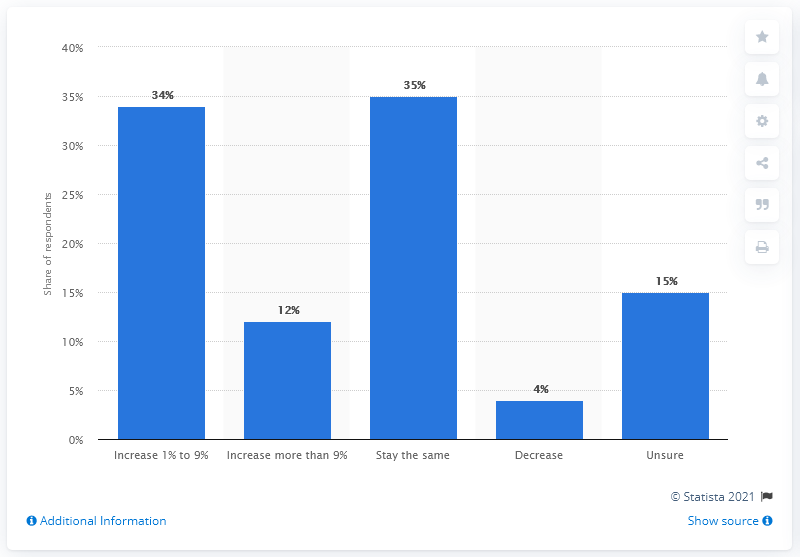 40%
35%
30%
25%
20%
15%
10%
5%
0%
Share of respondents
34%
12%
35%
4%
15%
Increase 1% to 9%
Increase more than 9%
Stay the same
Decrease
Unsure
© Statista 2021
Additional Information
Show source